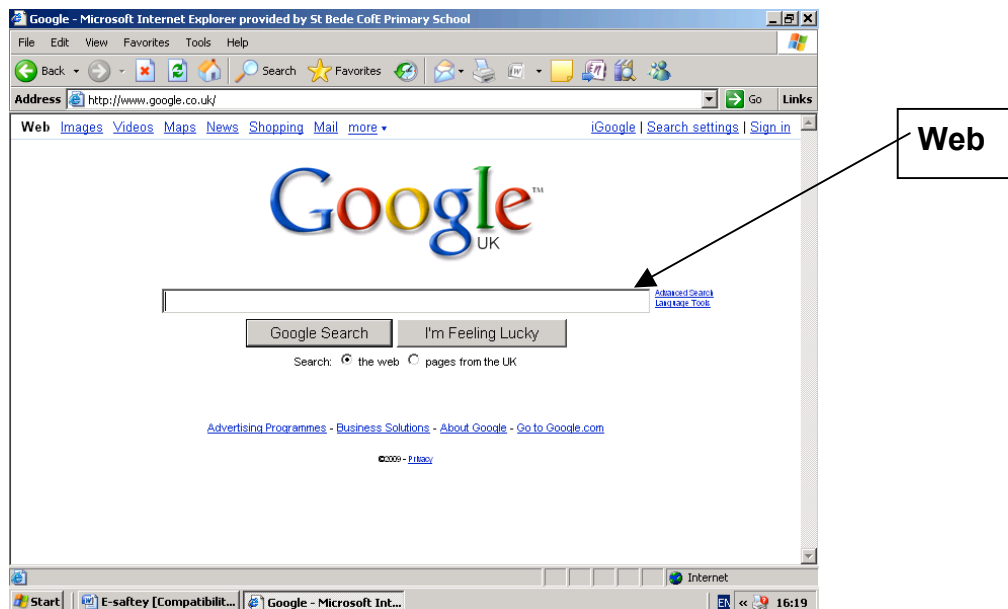 Google - Microsoft Internet Explorer provided by St Bede CofE Primary School
File Edit View Favorites Tools Help
Back Search Favorites
Address http://www.google.co.uk/ Go Links
Web Images Videos Maps News Shopping Mail more iGoogle | Search settings | Sign in
Web
Google™
UK
Advanced Search
Language Tools
Google Search I'm Feeling Lucky
Search: the web pages from the UK
Advertising Programmes - Business Solutions - About Google - Go to Google.com
©2009 - Privacy
Internet
Start E-saftey [Compatibilit... Google - Microsoft Int... EN « 16:19